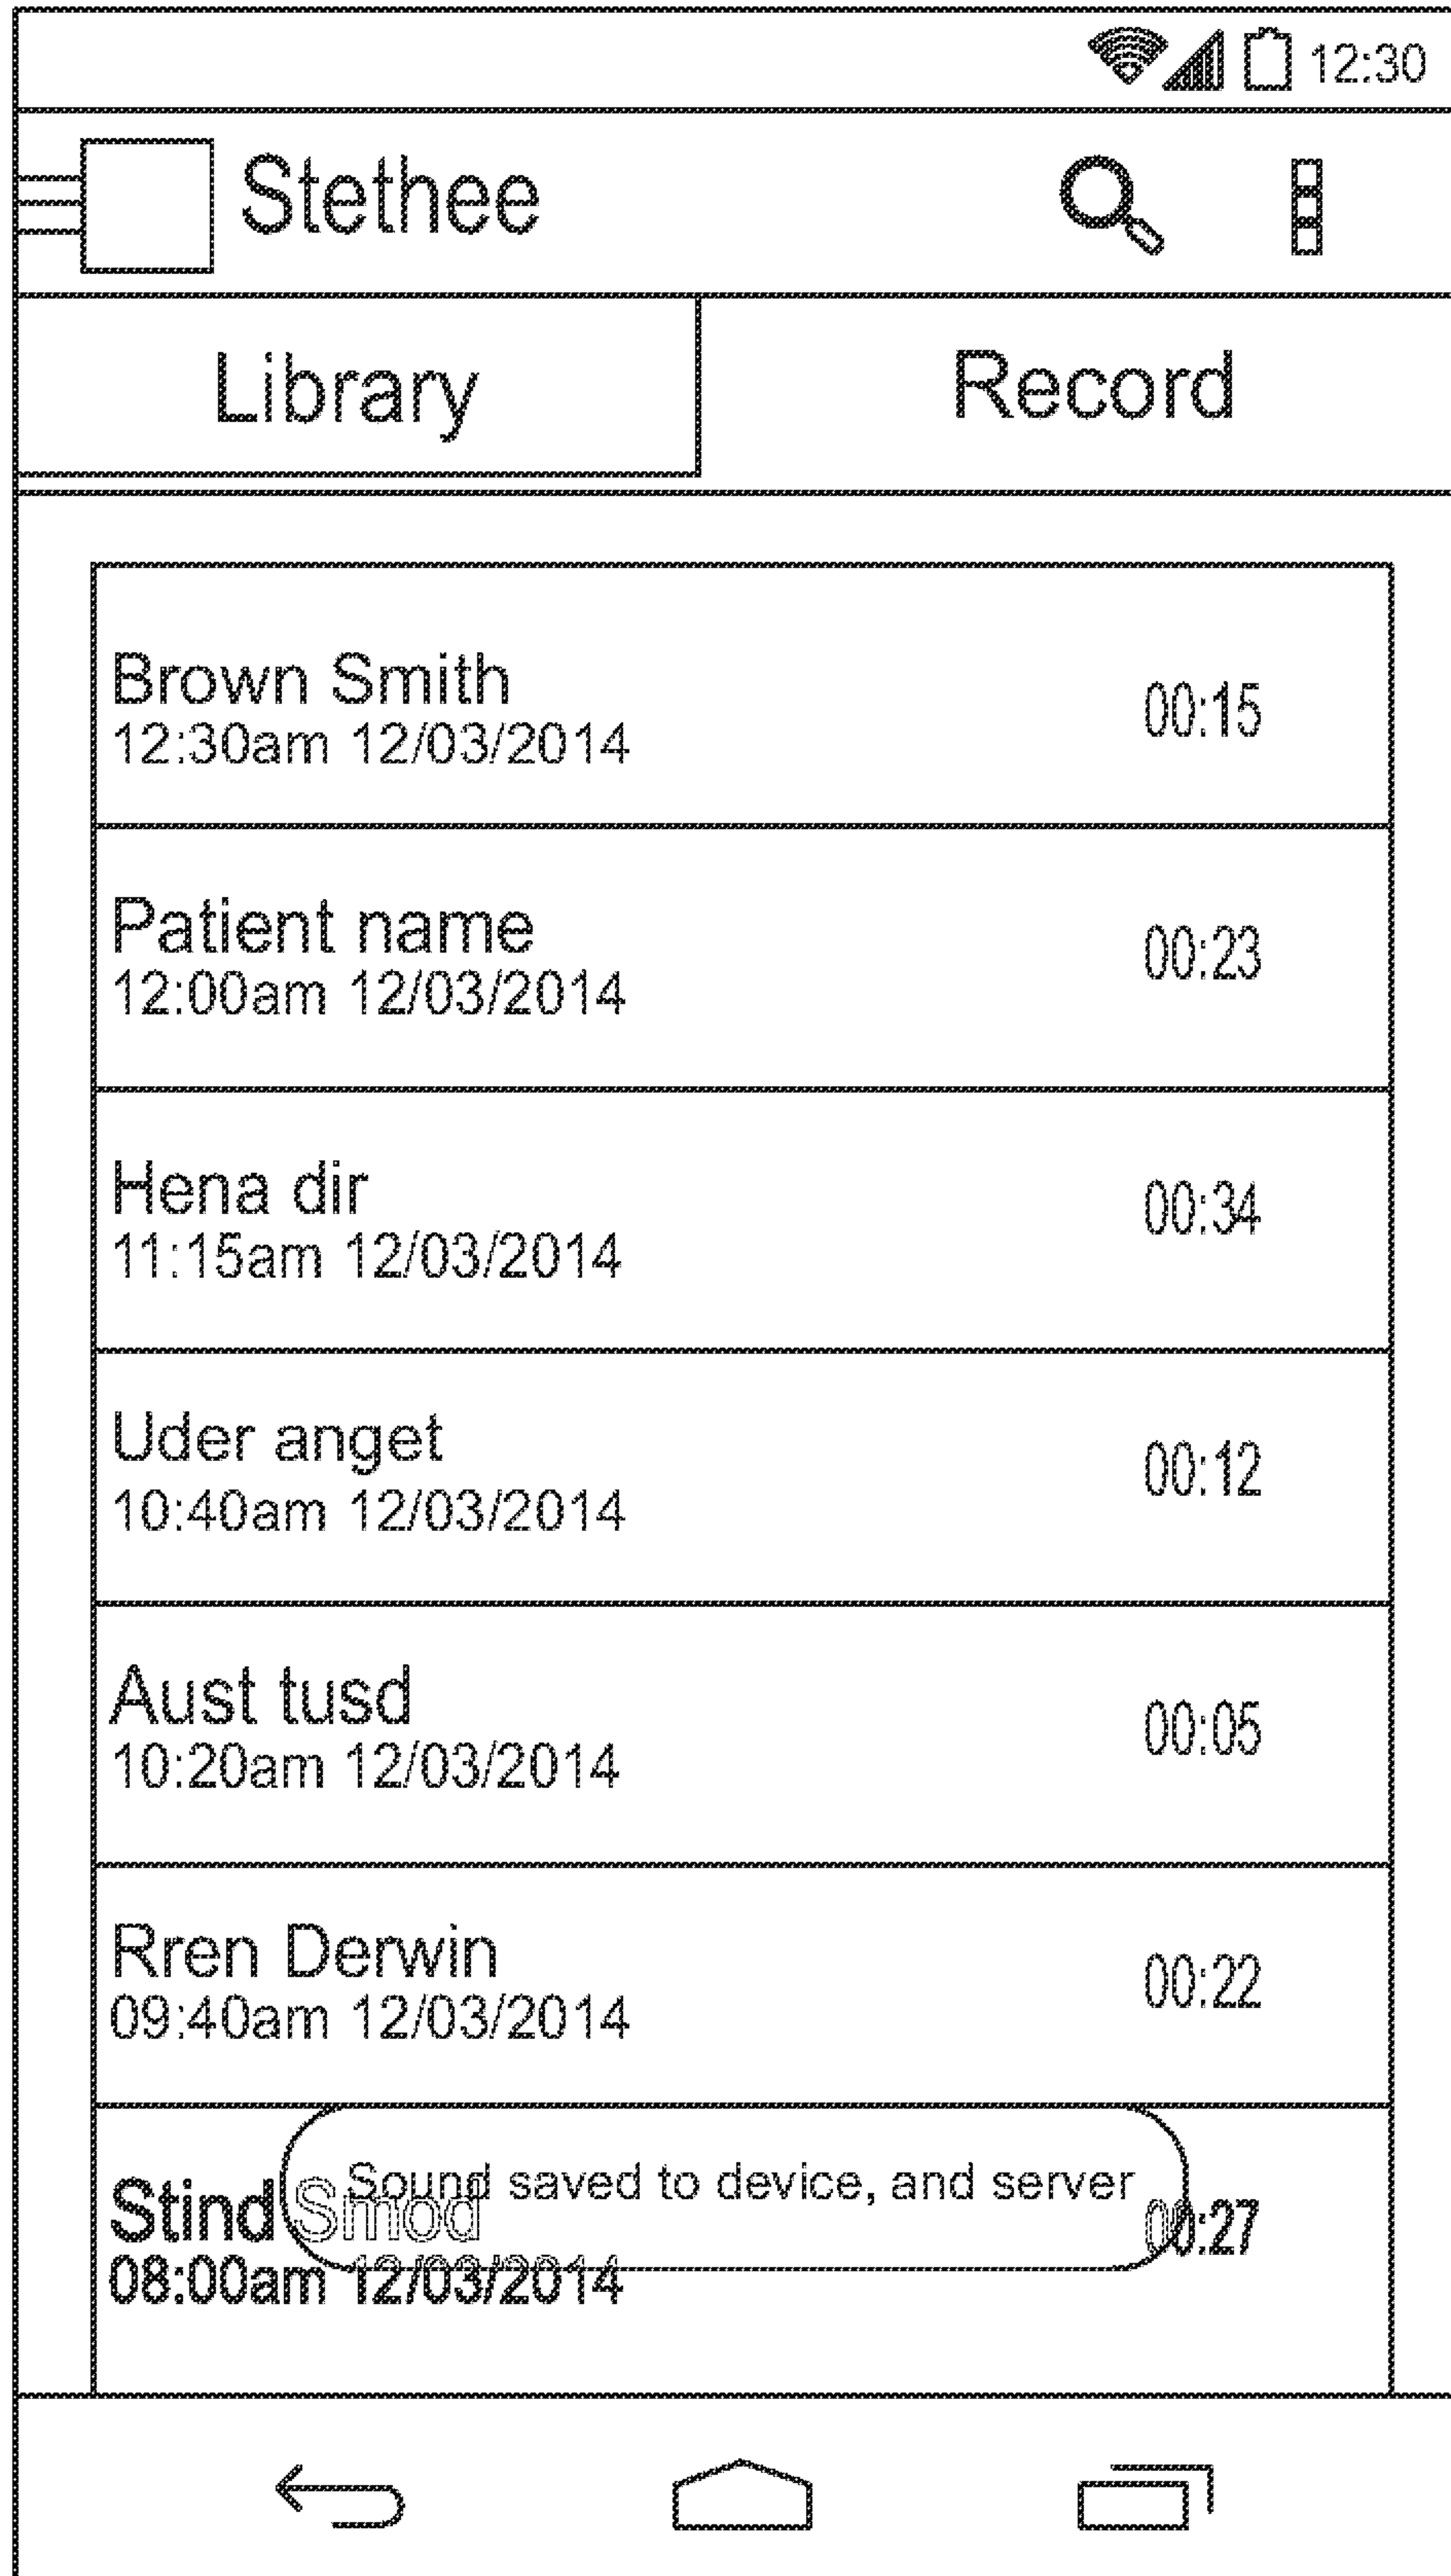 12:30
Stethee
Library
Record
Brown Smith
12:30am 12/03/2014
00:15
Patient name
12:00am 12/03/2014
00:23
Hena dir
11:15am 12/03/2014
00:34
Uder anget
10:40am 12/03/2014
00:12
Aust tusd
10:20am 12/03/2014
00:05
Rren Derwin
09:40am 12/03/2014
00:22
Sound saved to device, and server
Stind Smod
08:00am 12/03/2014
00:27